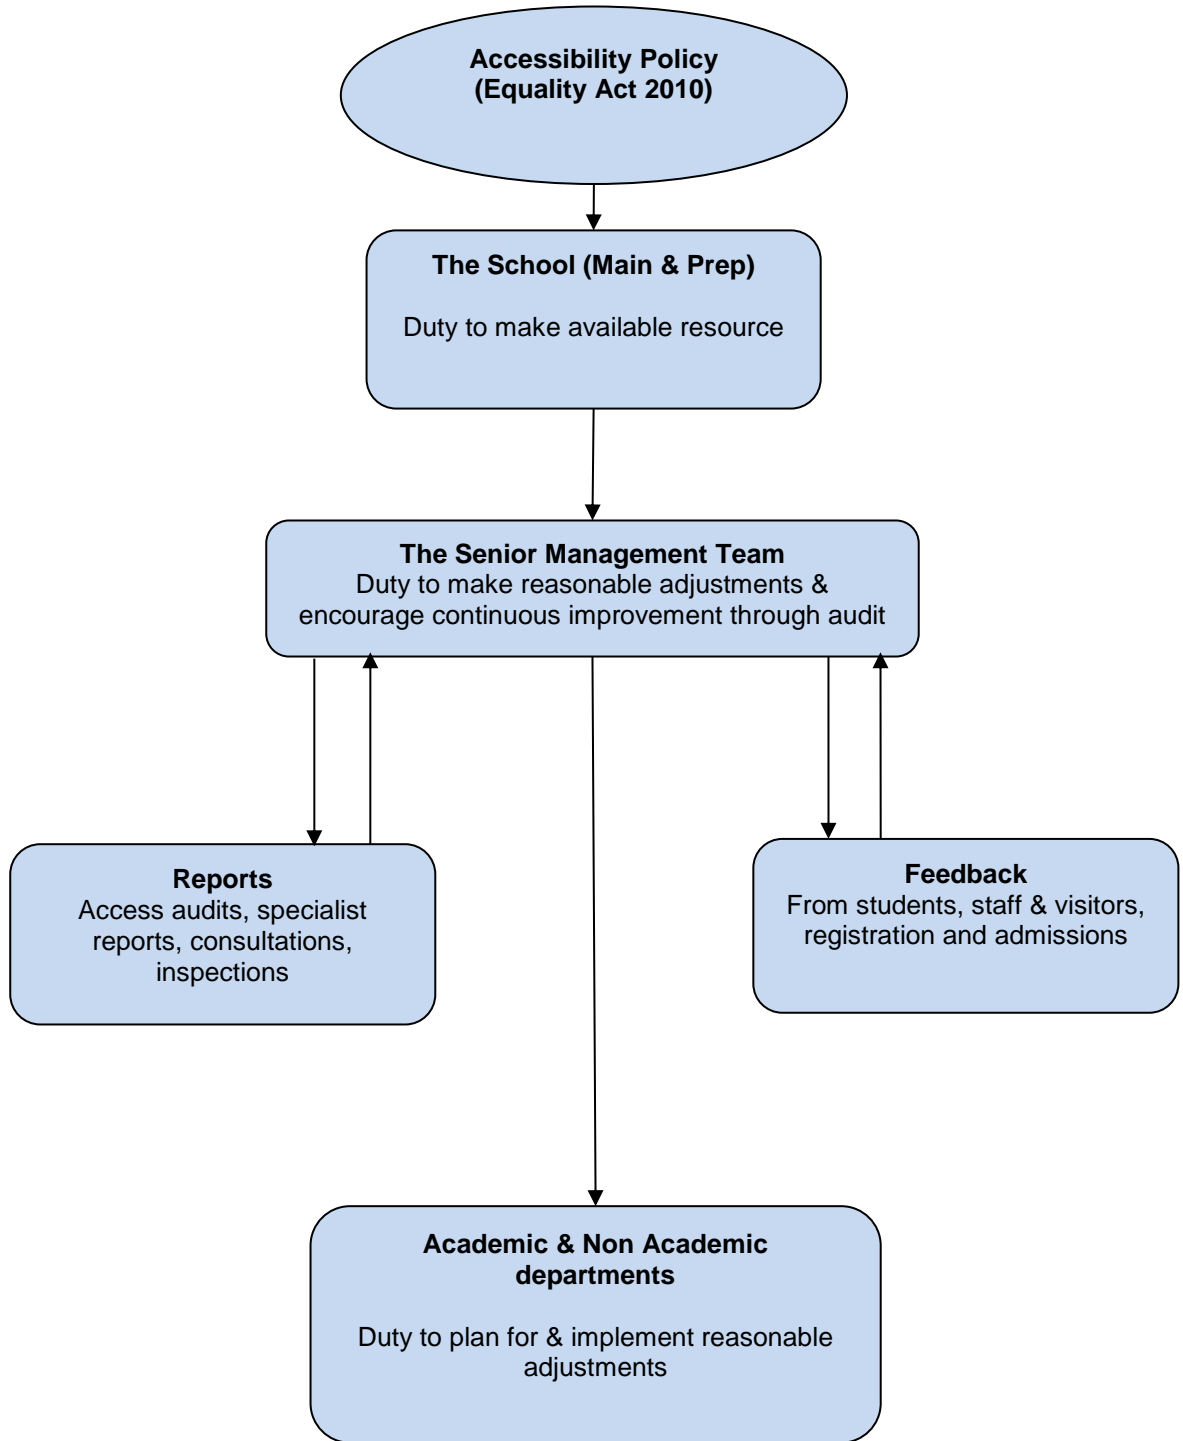 Accessibility Policy
(Equality Act 2010)
The School (Main & Prep)
Duty to make available resource
The Senior Management Team
Duty to make reasonable adjustments &
encourage continuous improvement through audit
Reports
Access audits, specialist
reports, consultations,
inspections
Feedback
From students, staff & visitors,
registration and admissions
Academic & Non Academic
departments
Duty to plan for & implement reasonable
adjustments